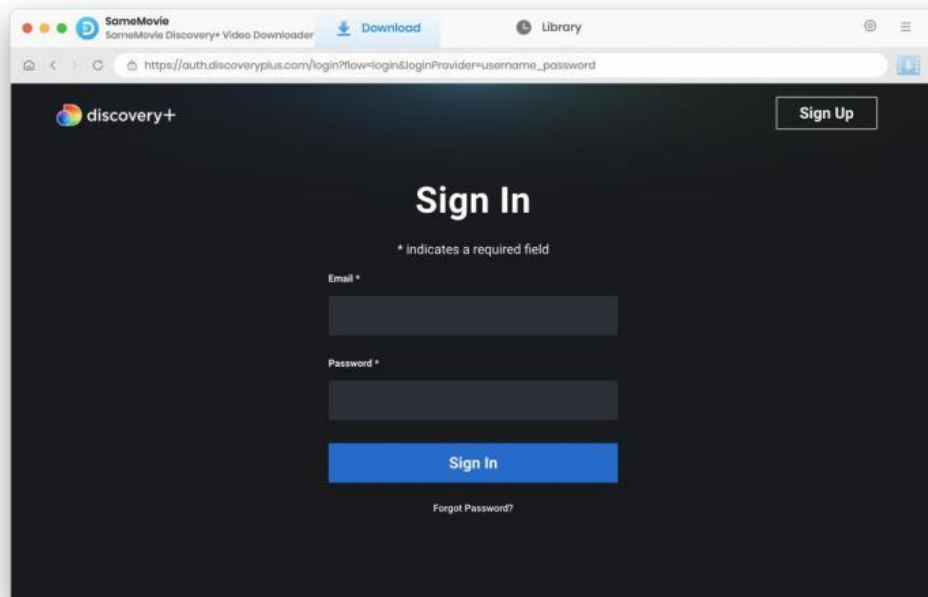 SameMovie
SameMovie Discovery+ Video Downloader
Download
Library
https://auth.discoveryplus.com/login?flow=login&loginProvider=username_password
discovery+
Sign Up
Sign In
* indicates a required field
Email *
Password *
Sign In
Forgot Password?